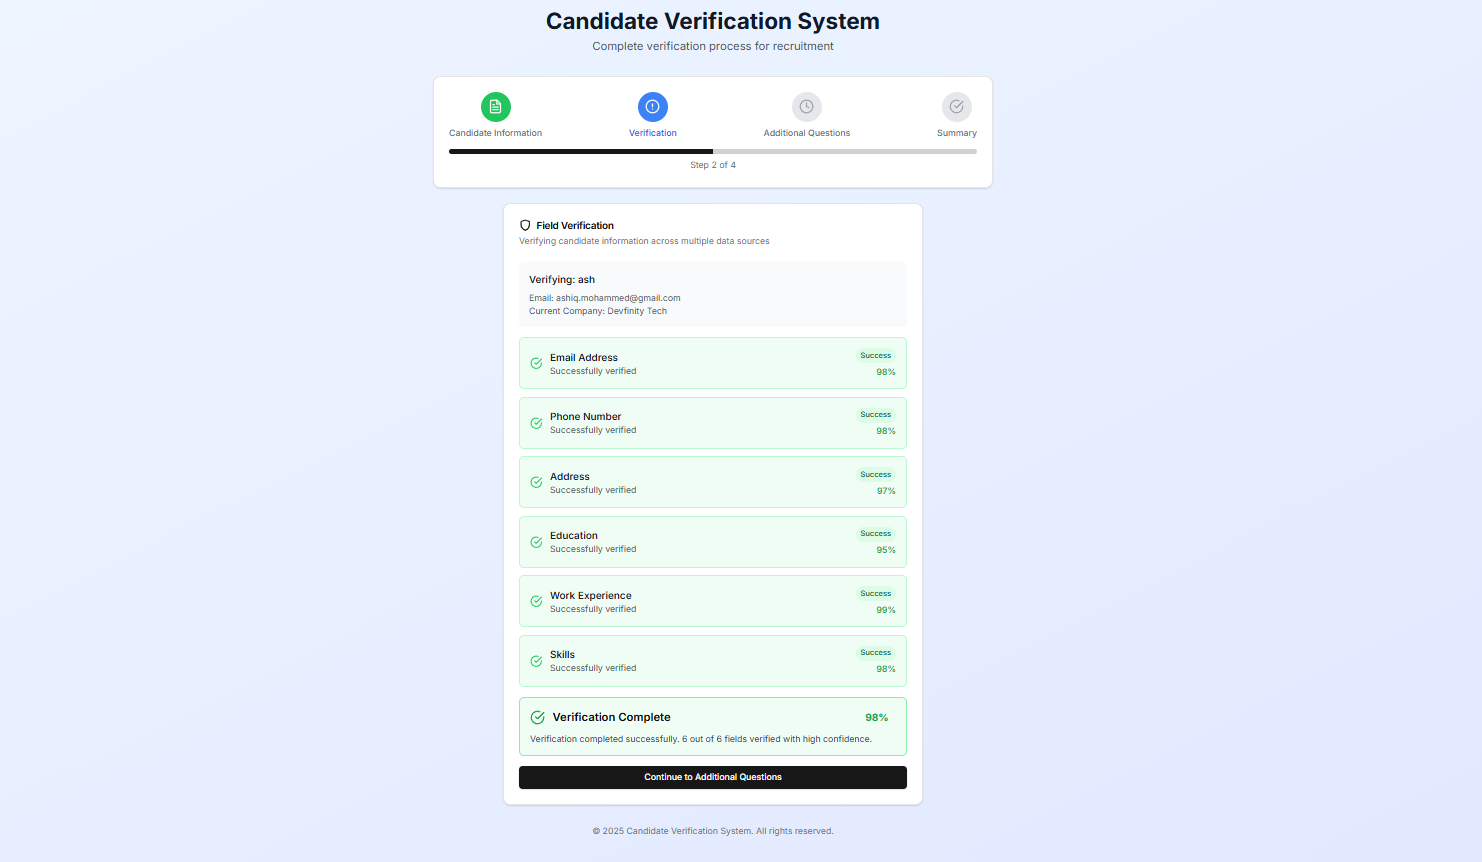 Candidate Verification System
Complete verification process for recruitment
Candidate Information
Verification
Additional Questions
Summary
Step 2 of 4
Field Verification
Verifying candidate information across multiple data sources
Verifying: ash
Email: ashiq.mohammed@gmail.com
Current Company: Devfinity Tech
Email Address
Success
Successfully verified
98%
Phone Number
Success
Successfully verified
98%
Address
Success
Successfully verified
97%
Education
Success
Successfully verified
95%
Work Experience
Success
Successfully verified
99%
Skills
Success
Successfully verified
98%
Verification Complete
98%
Verification completed successfully. 6 out of 6 fields verified with high confidence.
Continue to Additional Questions
© 2025 Candidate Verification System. All rights reserved.